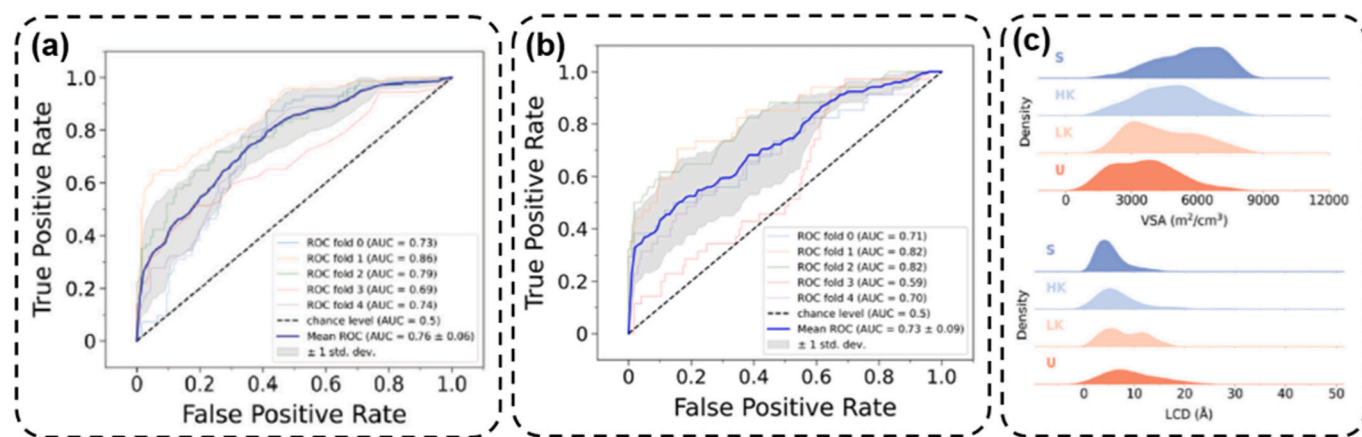 (a)
True Positive Rate
1.0
0.8
0.6
0.4
0.2
0
ROC fold 0 (AUC = 0.73)
ROC fold 1 (AUC = 0.86)
ROC fold 2 (AUC = 0.79)
ROC fold 3 (AUC = 0.69)
ROC fold 4 (AUC = 0.74)
chance level (AUC = 0.5)
Mean ROC (AUC = 0.76 ± 0.06)
± 1 std. dev.
0 0.2 0.4 0.6 0.8 1.0
False Positive Rate
(b)
True Positive Rate
1.0
0.8
0.6
0.4
0.2
0
ROC fold 0 (AUC = 0.71)
ROC fold 1 (AUC = 0.82)
ROC fold 2 (AUC = 0.82)
ROC fold 3 (AUC = 0.59)
ROC fold 4 (AUC = 0.70)
chance level (AUC = 0.5)
Mean ROC (AUC = 0.73 ± 0.09)
± 1 std. dev.
0 0.2 0.4 0.6 0.8 1.0
False Positive Rate
(c)
Density
S
HK
LK
U
0 3000 6000 9000 12000
VSA (m²/cm³)
Density
S
HK
LK
U
0 10 20 30 40 50
LCD (Å)